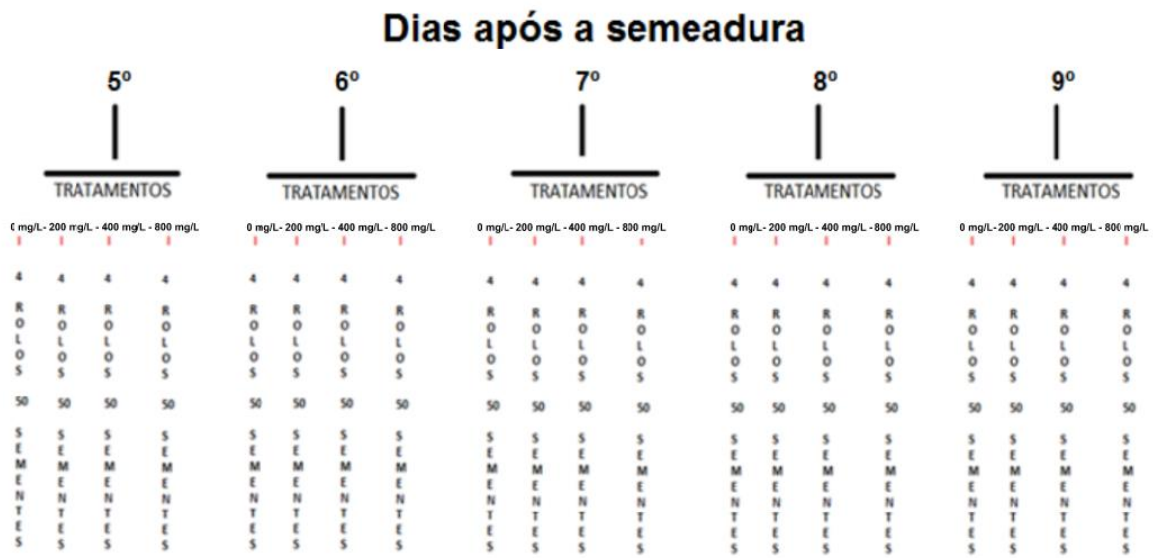 Dias após a semeadura
5º 6º 7º 8º 9º
TRATAMENTOS TRATAMENTOS TRATAMENTOS TRATAMENTOS TRATAMENTOS
0 mg/L- 200 mg/L - 400 mg/L - 800 mg/L 0 mg/L- 200 mg/L - 400 mg/L - 800 mg/L 0 mg/L- 200 mg/L - 400 mg/L - 800 mg/L 0 mg/L- 200 mg/L - 400 mg/L - 800 mg/L 0 mg/L- 200 mg/L - 400 mg/L - 800 mg/L
4 4 4 4 4 4 4 4 4 4 4 4 4 4 4 4 4 4 4 4
ROLOS ROLOS ROLOS ROLOS ROLOS ROLOS ROLOS ROLOS ROLOS ROLOS ROLOS ROLOS ROLOS ROLOS ROLOS ROLOS ROLOS ROLOS ROLOS ROLOS
50 50 50 50 50 50 50 50 50 50 50 50 50 50 50 50 50 50 50 50
SEMENTES SEMENTES SEMENTES SEMENTES SEMENTES SEMENTES SEMENTES SEMENTES SEMENTES SEMENTES SEMENTES SEMENTES SEMENTES SEMENTES SEMENTES SEMENTES SEMENTES SEMENTES SEMENTES SEMENTES